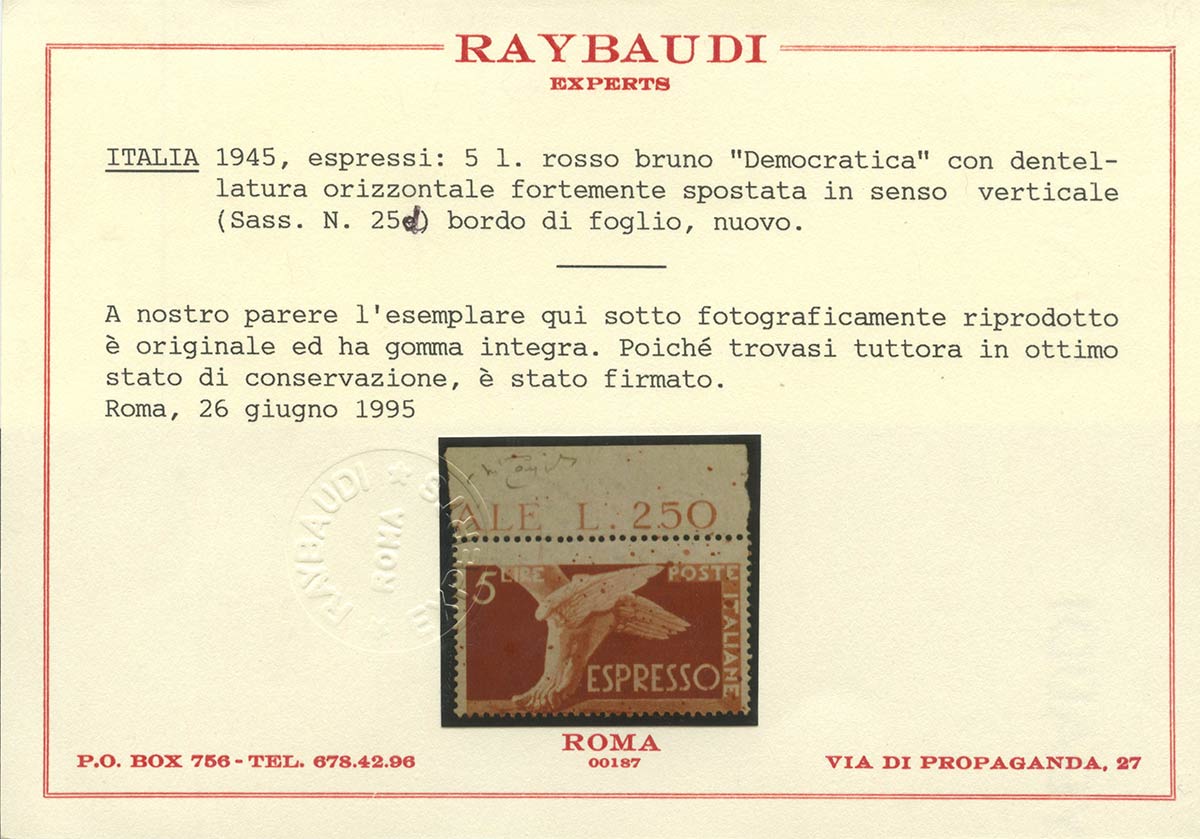 RAYBAUDI
EXPERTS
ITALIA 1945, espressi: 5 l. rosso bruno "Democratica" con dentel-
latura orizzontale fortemente spostata in senso verticale
(Sass. N. 25d) bordo di foglio, nuovo.
A nostro parere l'esemplare qui sotto fotograficamente riprodotto
è originale ed ha gomma integra. Poiché trovasi tuttora in ottimo
stato di conservazione, è stato firmato.
Roma, 26 giugno 1995
RAYBAUDI
ROMA
ALE L. 250
5 LIRE POSTE
ITALIANE
ESPRESSO
ROMA
00187
P.O. BOX 756 - TEL. 678.42.96
VIA DI PROPAGANDA, 27